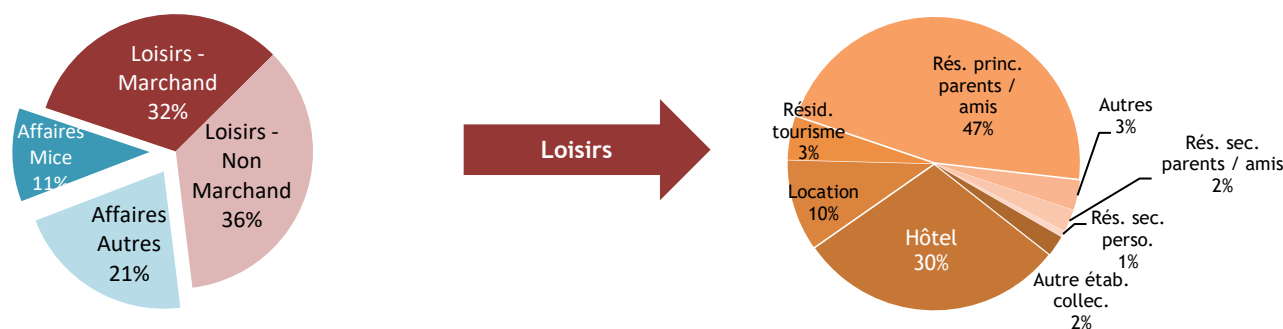 Loisirs -
Marchand
32%
Affaires
Mice
11%
Loisirs -
Non
Marchand
36%
Affaires
Autres
21%
Loisirs
Rés. princ.
parents /
amis
47%
Résid.
tourisme
3%
Autres
3%
Rés. sec.
parents / amis
2%
Location
10%
Rés. sec.
perso.
1%
Hôtel
30%
Autre étab.
collec.
2%